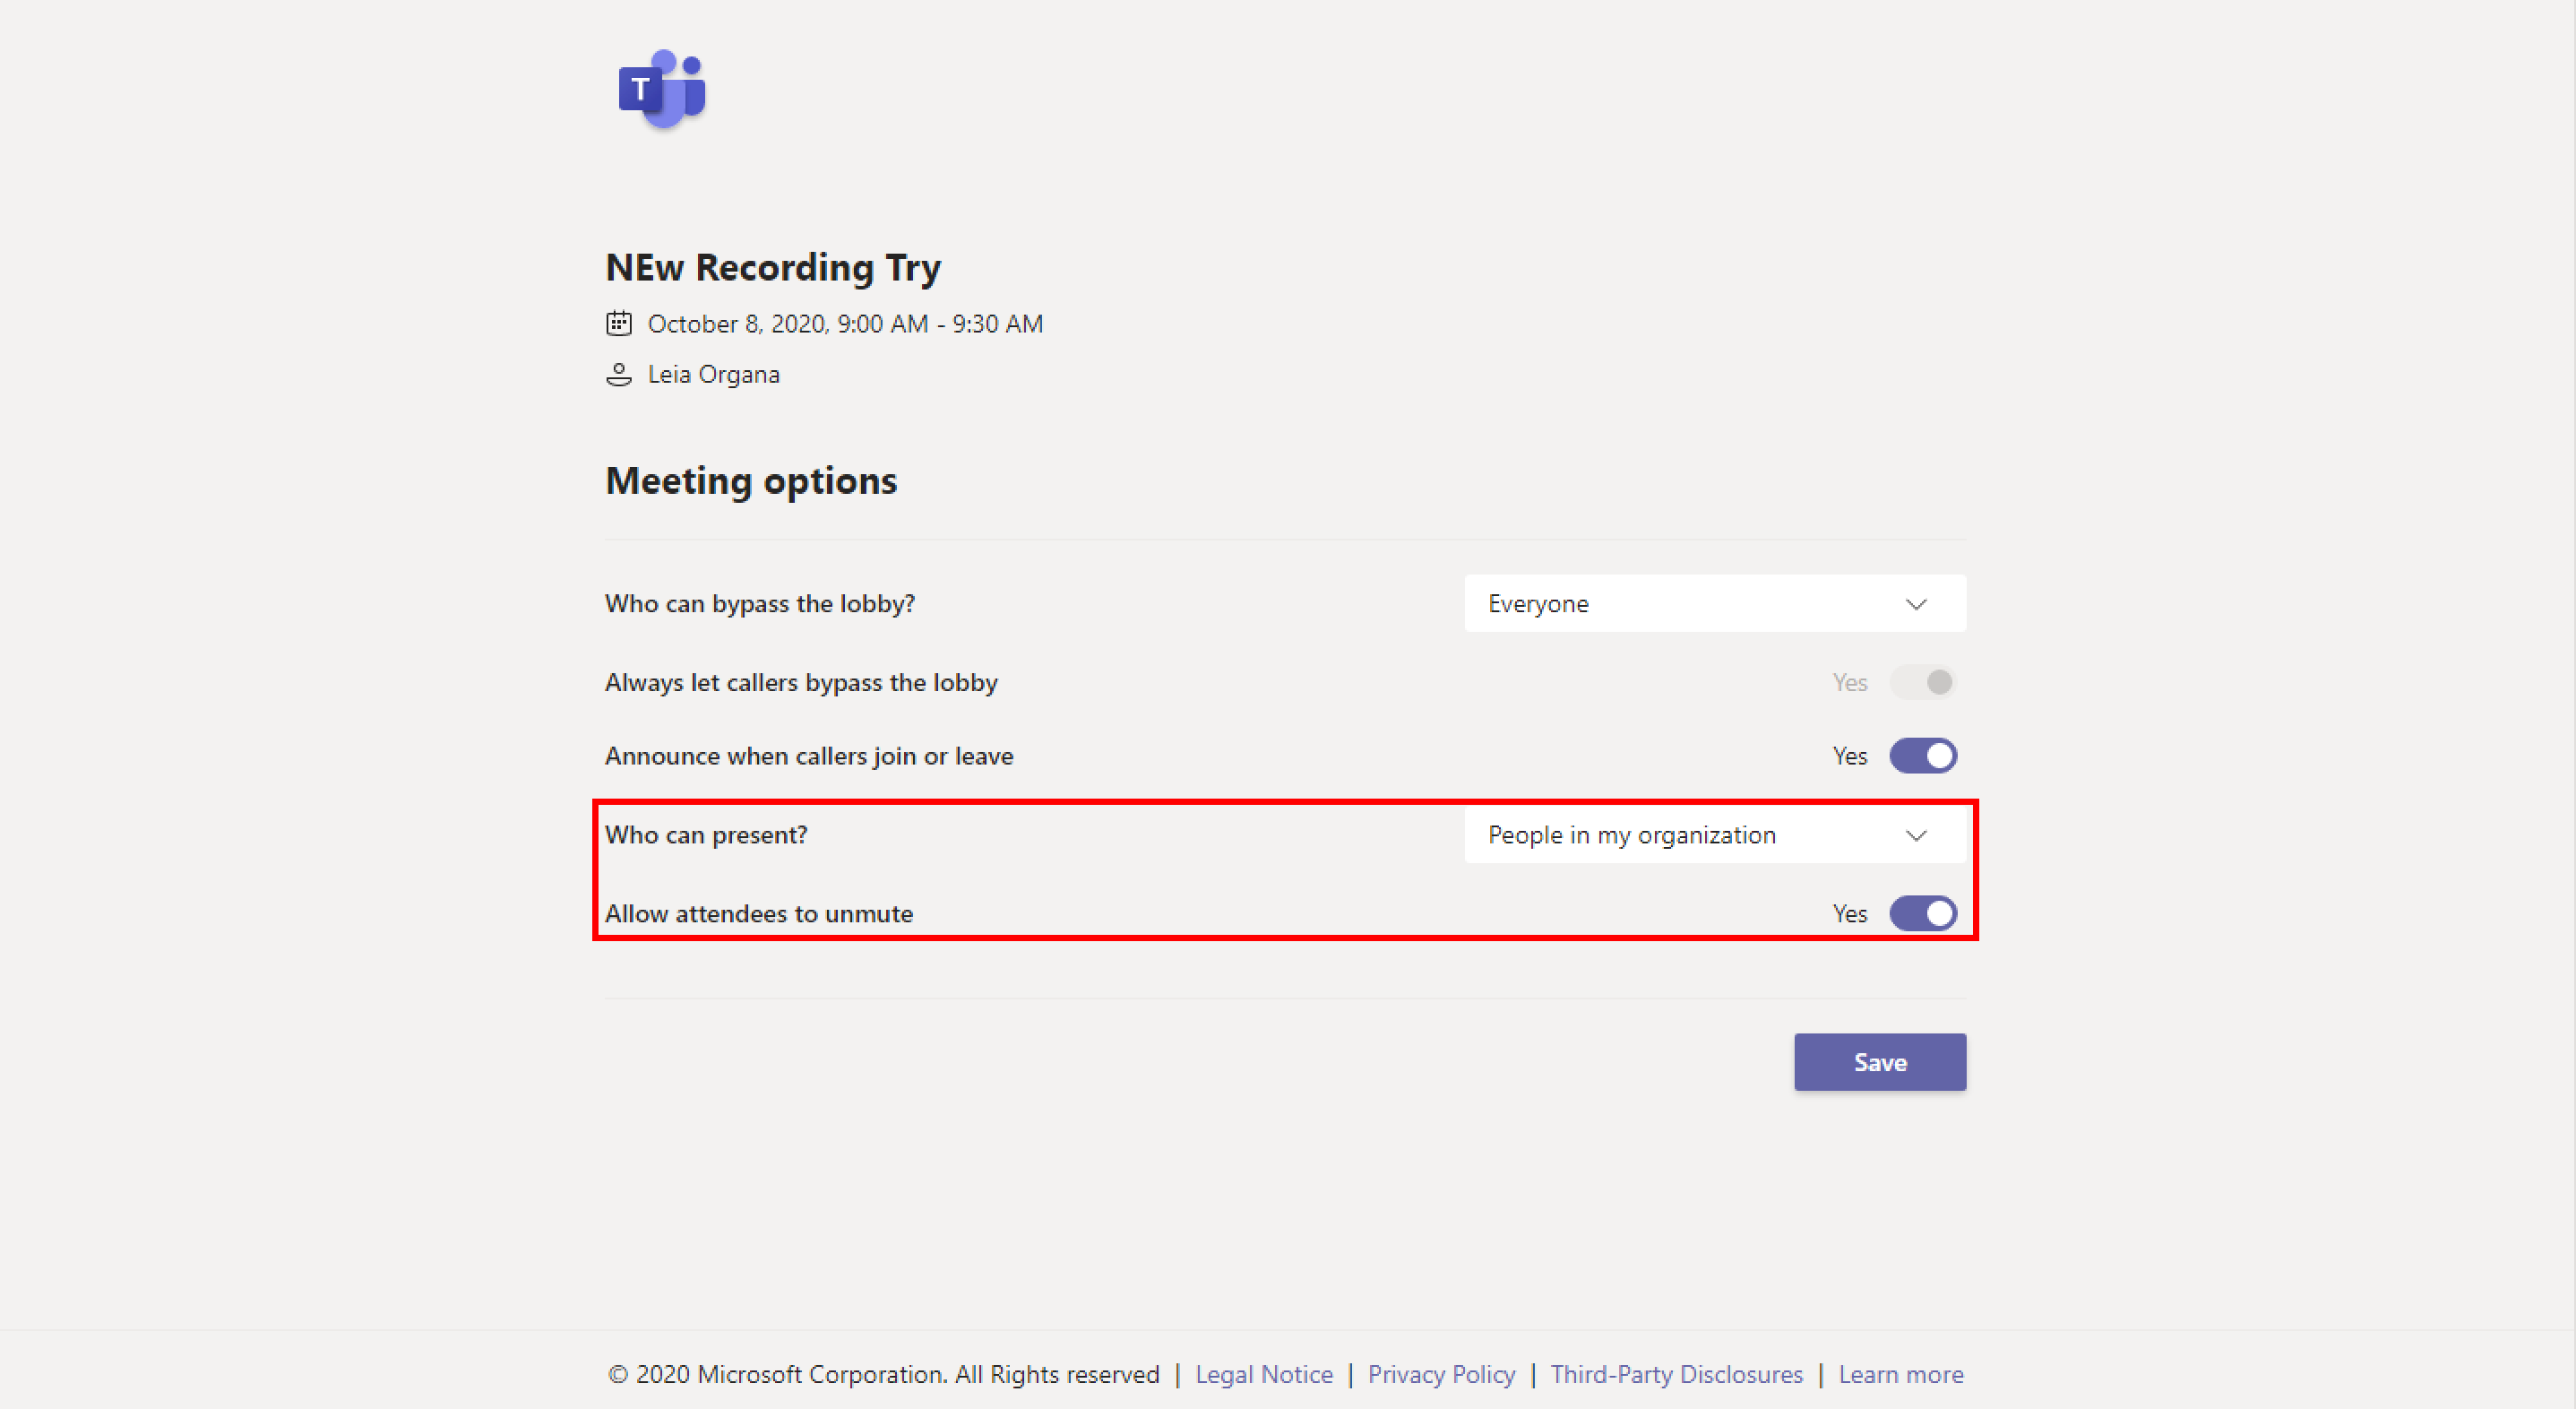 T
NEw Recording Try
October 8, 2020, 9:00 AM - 9:30 AM
Leia Organa
Meeting options
Who can bypass the lobby? Everyone
Always let callers bypass the lobby Yes
Announce when callers join or leave Yes
Who can present? People in my organization
Allow attendees to unmute Yes
Save
© 2020 Microsoft Corporation. All Rights reserved | Legal Notice | Privacy Policy | Third-Party Disclosures | Learn more